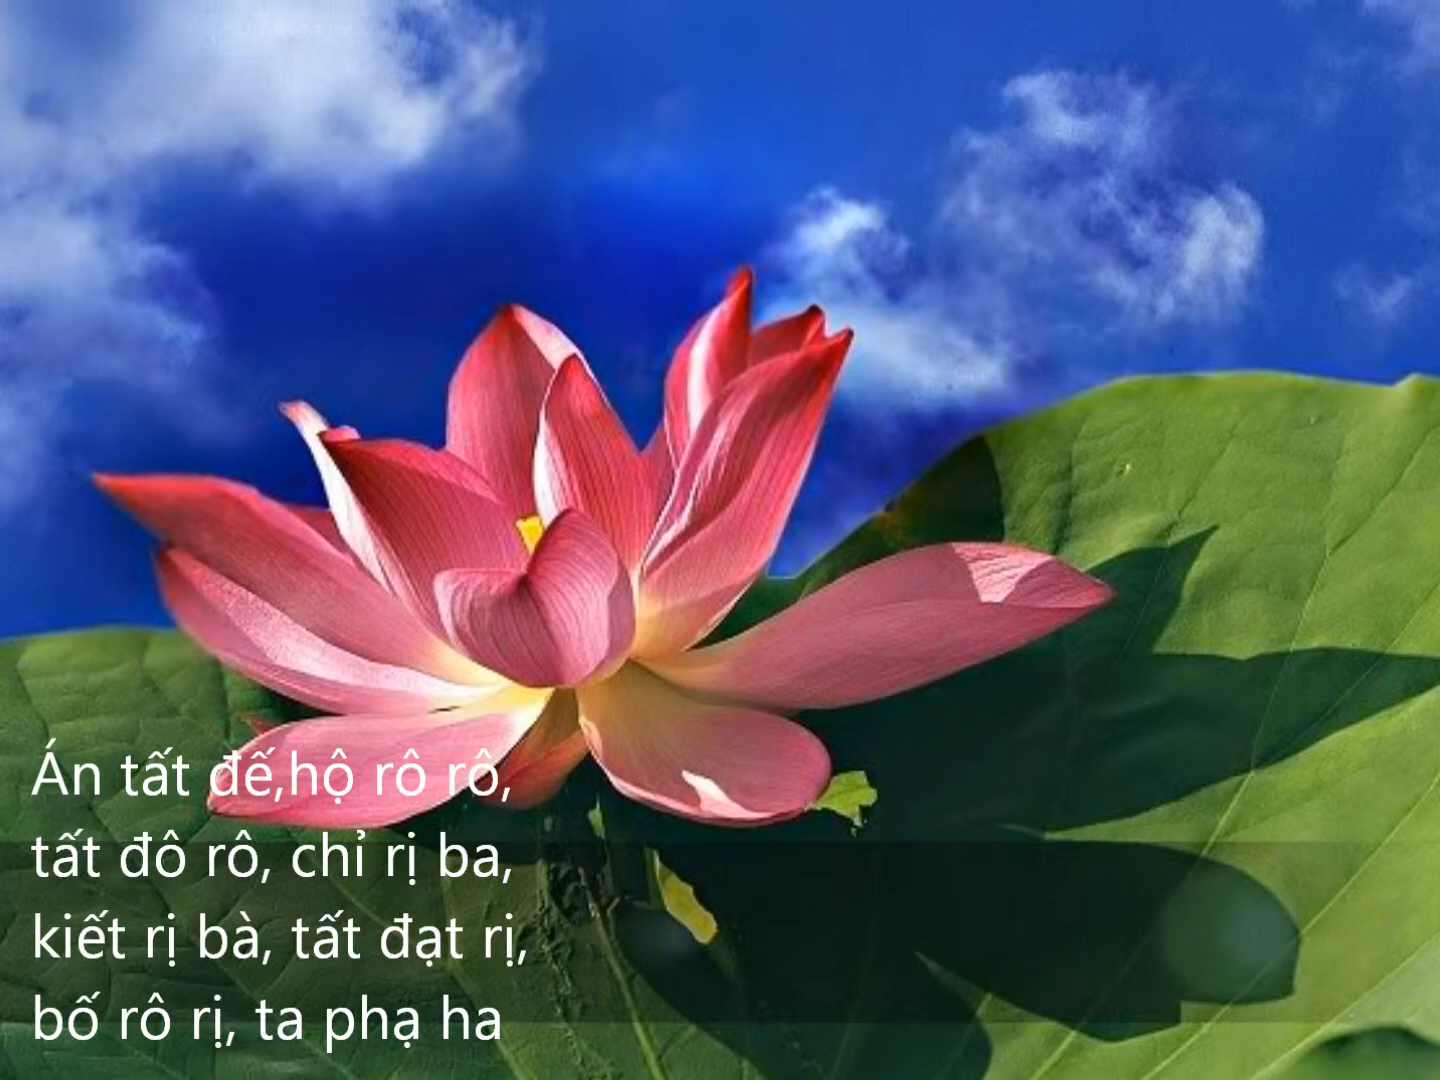 Án tất đế,hộ rô rô,
tất đô rô, chỉ rị ba,
kiết rị bà, tất đạt rị,
bố rô rị, ta phạ ha